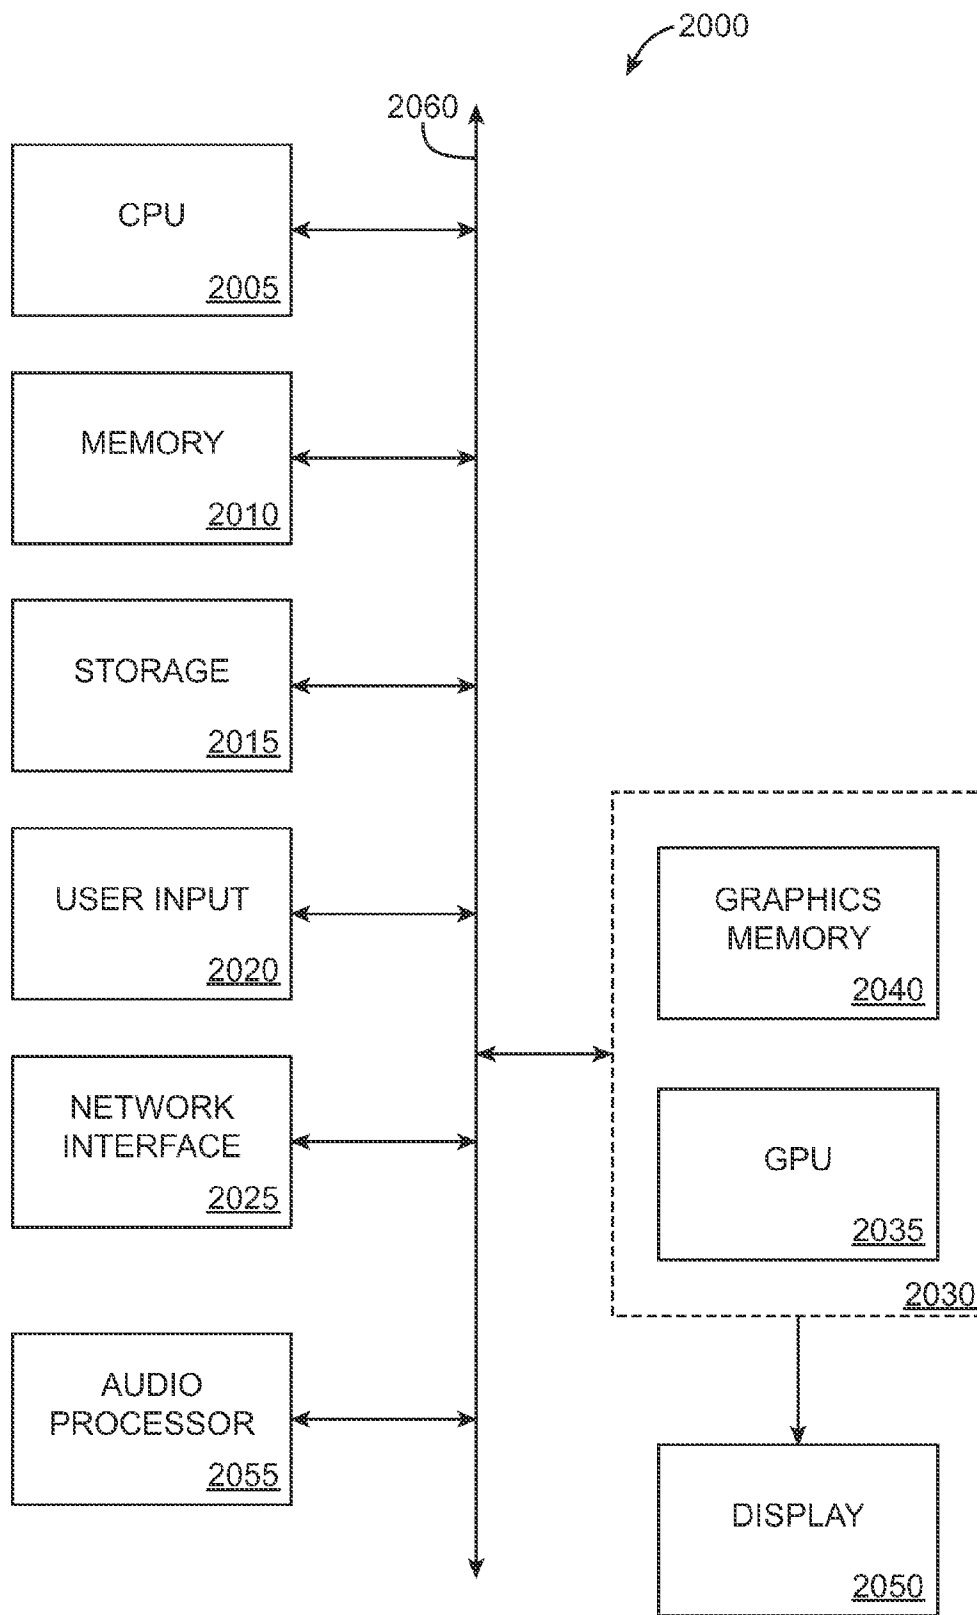 2000
2060
CPU
2005
MEMORY
2010
STORAGE
2015
USER INPUT
2020
NETWORK
INTERFACE
2025
AUDIO
PROCESSOR
2055
GRAPHICS
MEMORY
2040
GPU
2035
2030
DISPLAY
2050